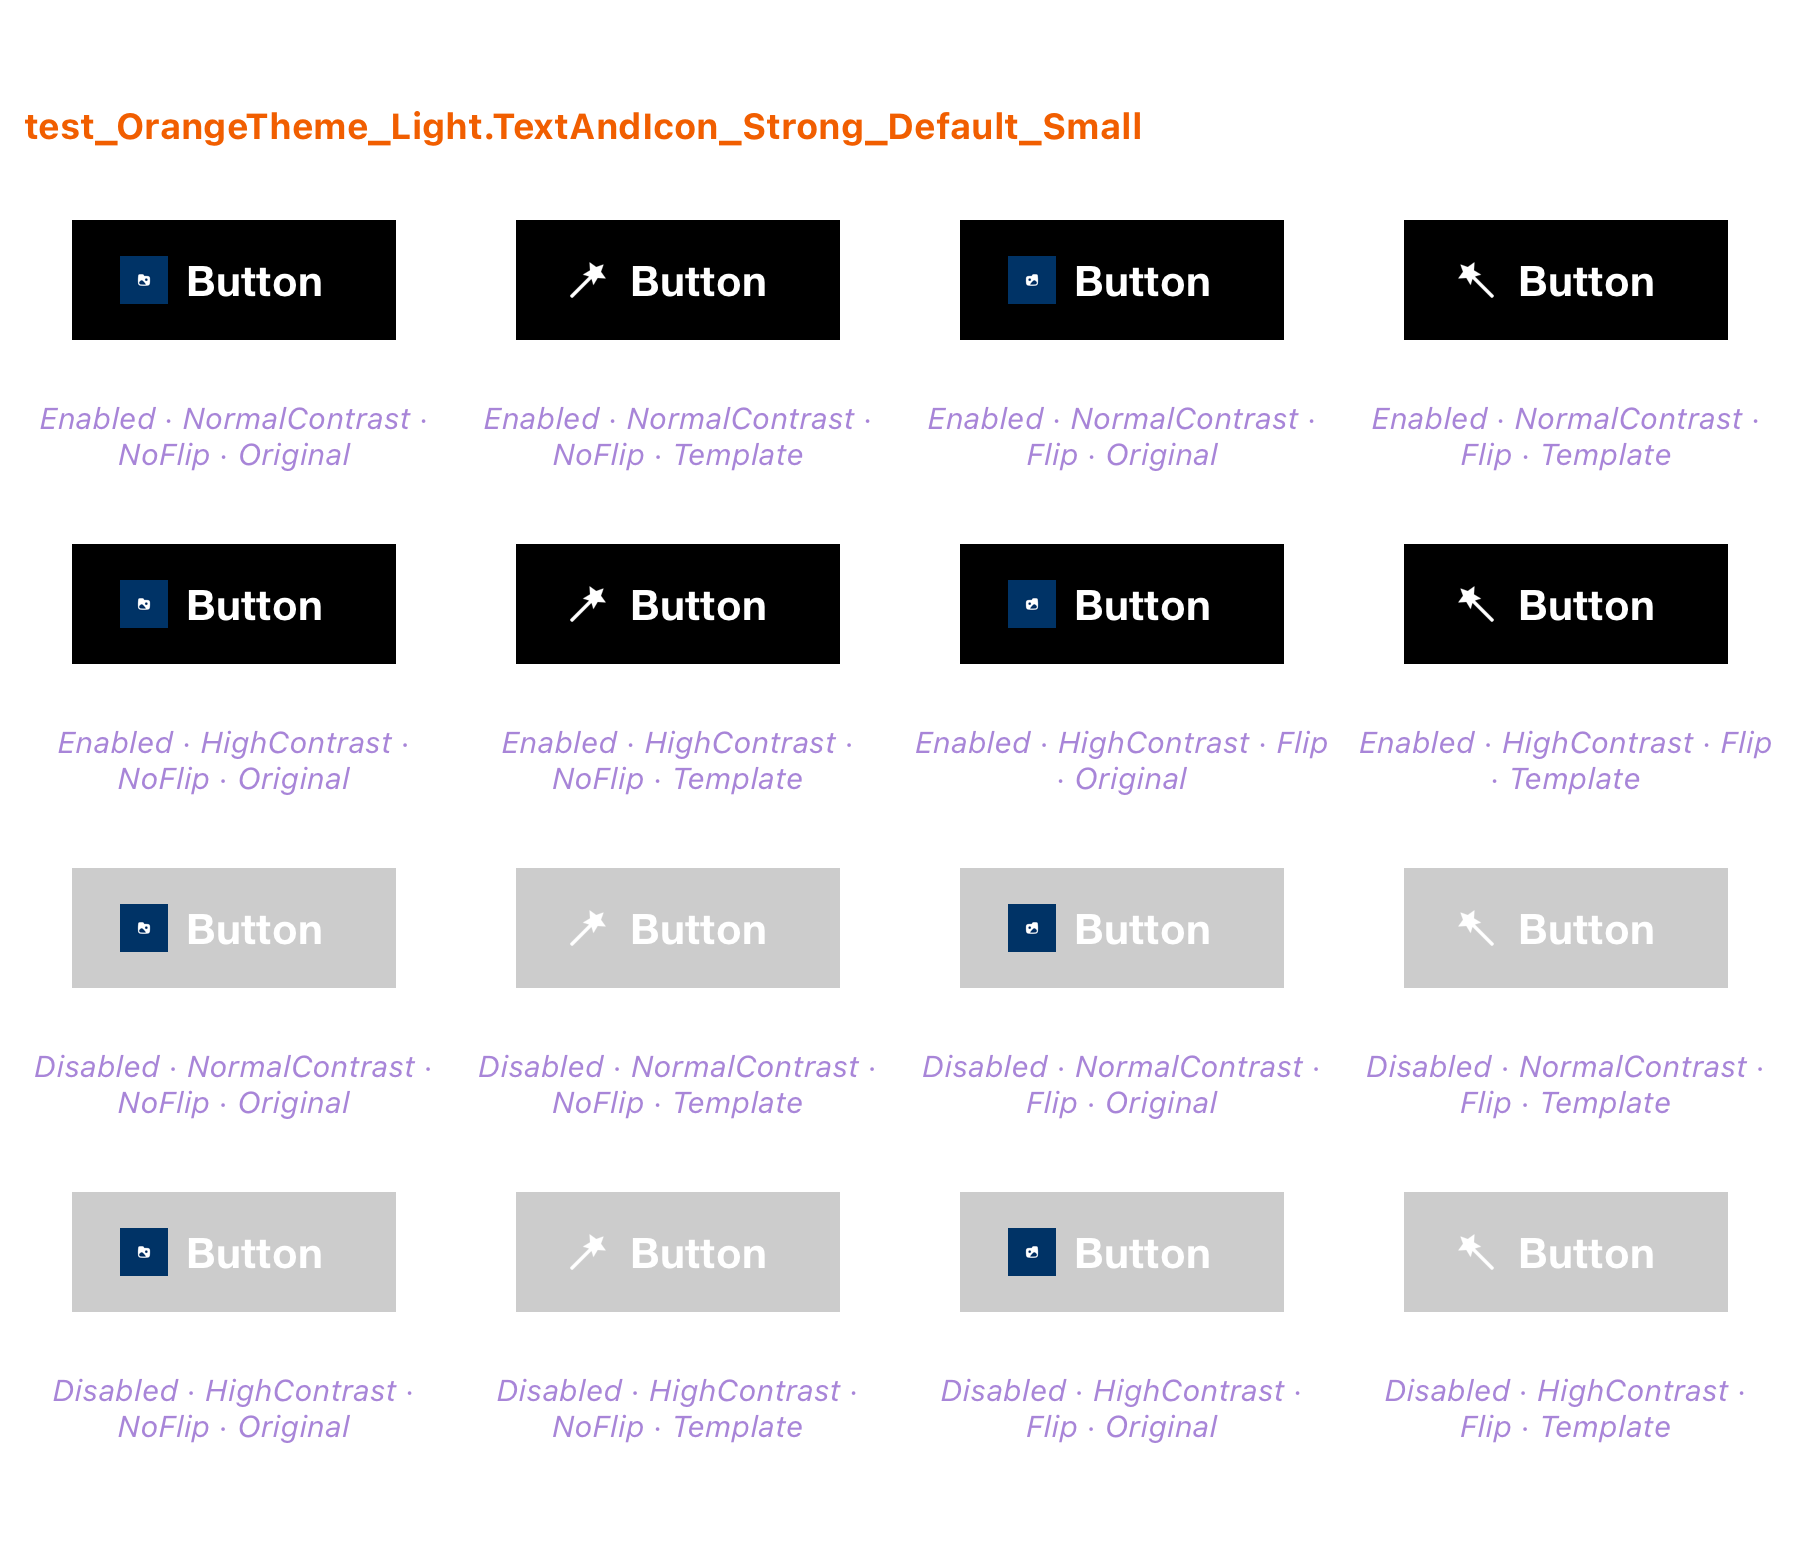 test_OrangeTheme_Light.TextAndIcon_Strong_Default_Small
Button Button Button Button
Enabled · NormalContrast · Enabled · NormalContrast · Enabled · NormalContrast · Enabled · NormalContrast ·
NoFlip · Original NoFlip · Template Flip · Original Flip · Template
Button Button Button Button
Enabled · HighContrast · Enabled · HighContrast · Enabled · HighContrast · Flip Enabled · HighContrast · Flip
NoFlip · Original NoFlip · Template · Original · Template
Button Button Button Button
Disabled · NormalContrast · Disabled · NormalContrast · Disabled · NormalContrast · Disabled · NormalContrast ·
NoFlip · Original NoFlip · Template Flip · Original Flip · Template
Button Button Button Button
Disabled · HighContrast · Disabled · HighContrast · Disabled · HighContrast · Disabled · HighContrast ·
NoFlip · Original NoFlip · Template Flip · Original Flip · Template